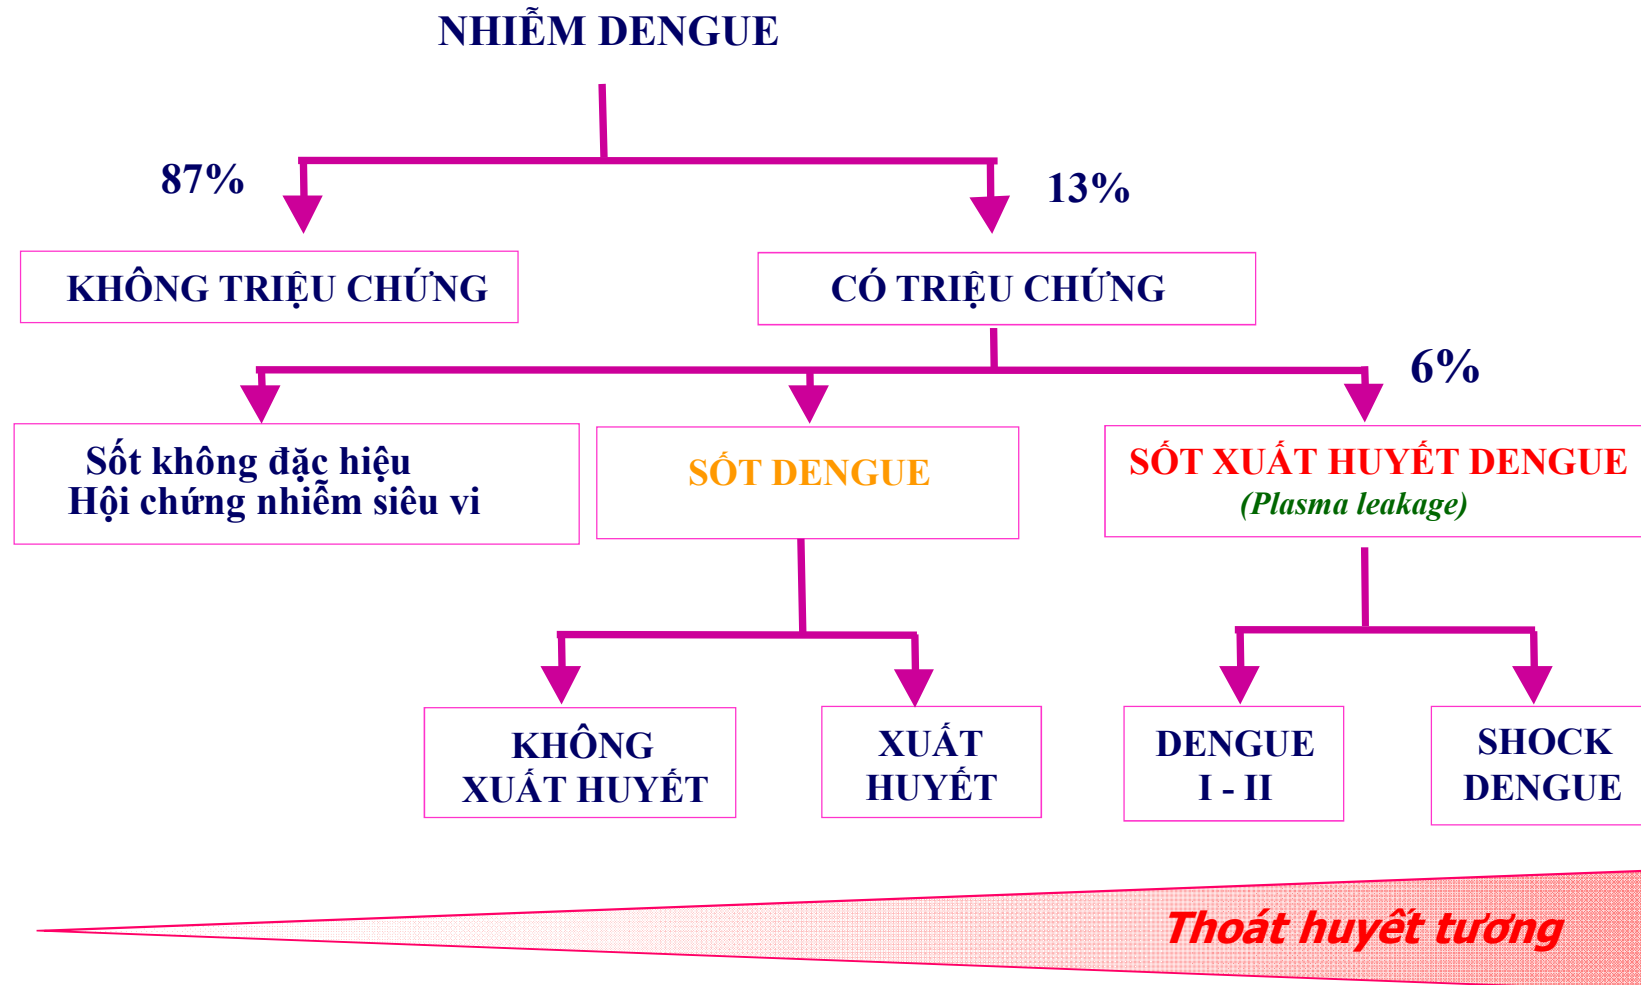 NHIỄM DENGUE
87%
13%
KHÔNG TRIỆU CHỨNG
CÓ TRIỆU CHỨNG
6%
Sốt không đặc hiệu
Hội chứng nhiễm siêu vi
SỐT DENGUE
SỐT XUẤT HUYẾT DENGUE
(Plasma leakage)
KHÔNG
XUẤT HUYẾT
XUẤT
HUYẾT
DENGUE
I - II
SHOCK
DENGUE
Thoát huyết tương